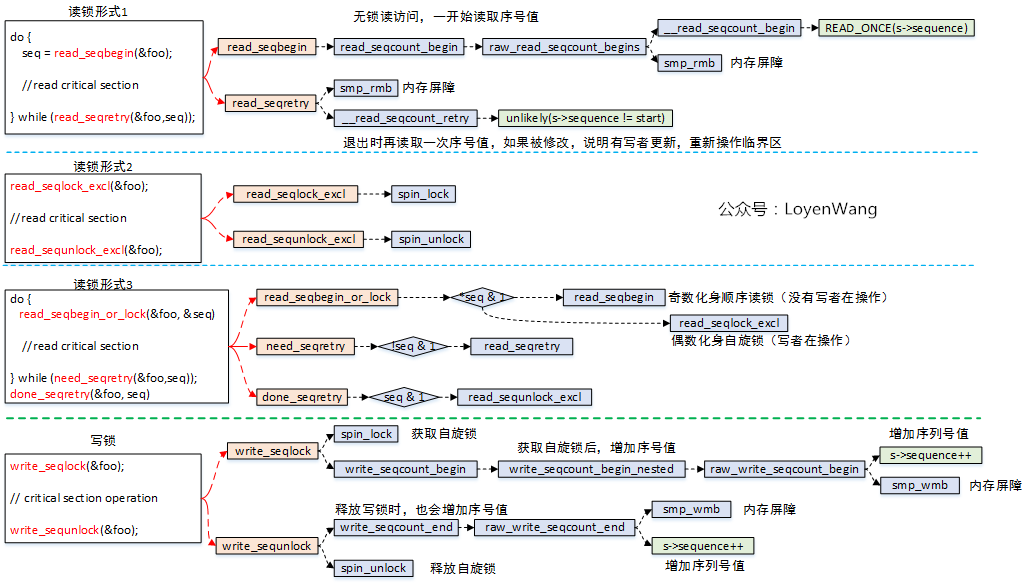 读锁形式1
do {
seq = read_seqbegin(&foo);
//read critical section
} while (read_seqretry(&foo,seq));
无锁读访问，一开始读取序号值
read_seqbegin
read_seqcount_begin
raw_read_seqcount_begins
__read_seqcount_begin
READ_ONCE(s->sequence)
smp_rmb
内存屏障
read_seqretry
smp_rmb
内存屏障
__read_seqcount_retry
unlikely(s->sequence != start)
退出时再读取一次序号值，如果被修改，说明有写者更新，重新操作临界区
读锁形式2
read_seqlock_excl(&foo);
//read critical section
read_sequnlock_excl(&foo);
read_seqlock_excl
spin_lock
read_sequnlock_excl
spin_unlock
公众号：LoyenWang
读锁形式3
do {
read_seqbegin_or_lock(&foo, &seq)
//read critical section
} while (need_seqretry(&foo,seq));
done_seqretry(&foo, seq)
read_seqbegin_or_lock
*seq & 1
read_seqbegin
奇数化身顺序读锁（没有写者在操作）
read_seqlock_excl
偶数化身自旋锁（写者在操作）
need_seqretry
!seq & 1
read_seqretry
done_seqretry
seq & 1
read_sequnlock_excl
写锁
write_seqlock(&foo);
// critical section operation
write_sequnlock(&foo);
write_seqlock
spin_lock
获取自旋锁
write_seqcount_begin
获取自旋锁后，增加序号值
write_seqcount_begin_nested
raw_write_seqcount_begin
增加序列号值
s->sequence++
smp_wmb
内存屏障
write_sequnlock
释放写锁时，也会增加序号值
write_seqcount_end
raw_write_seqcount_end
smp_wmb
内存屏障
s->sequence++
增加序列号值
spin_unlock
释放自旋锁